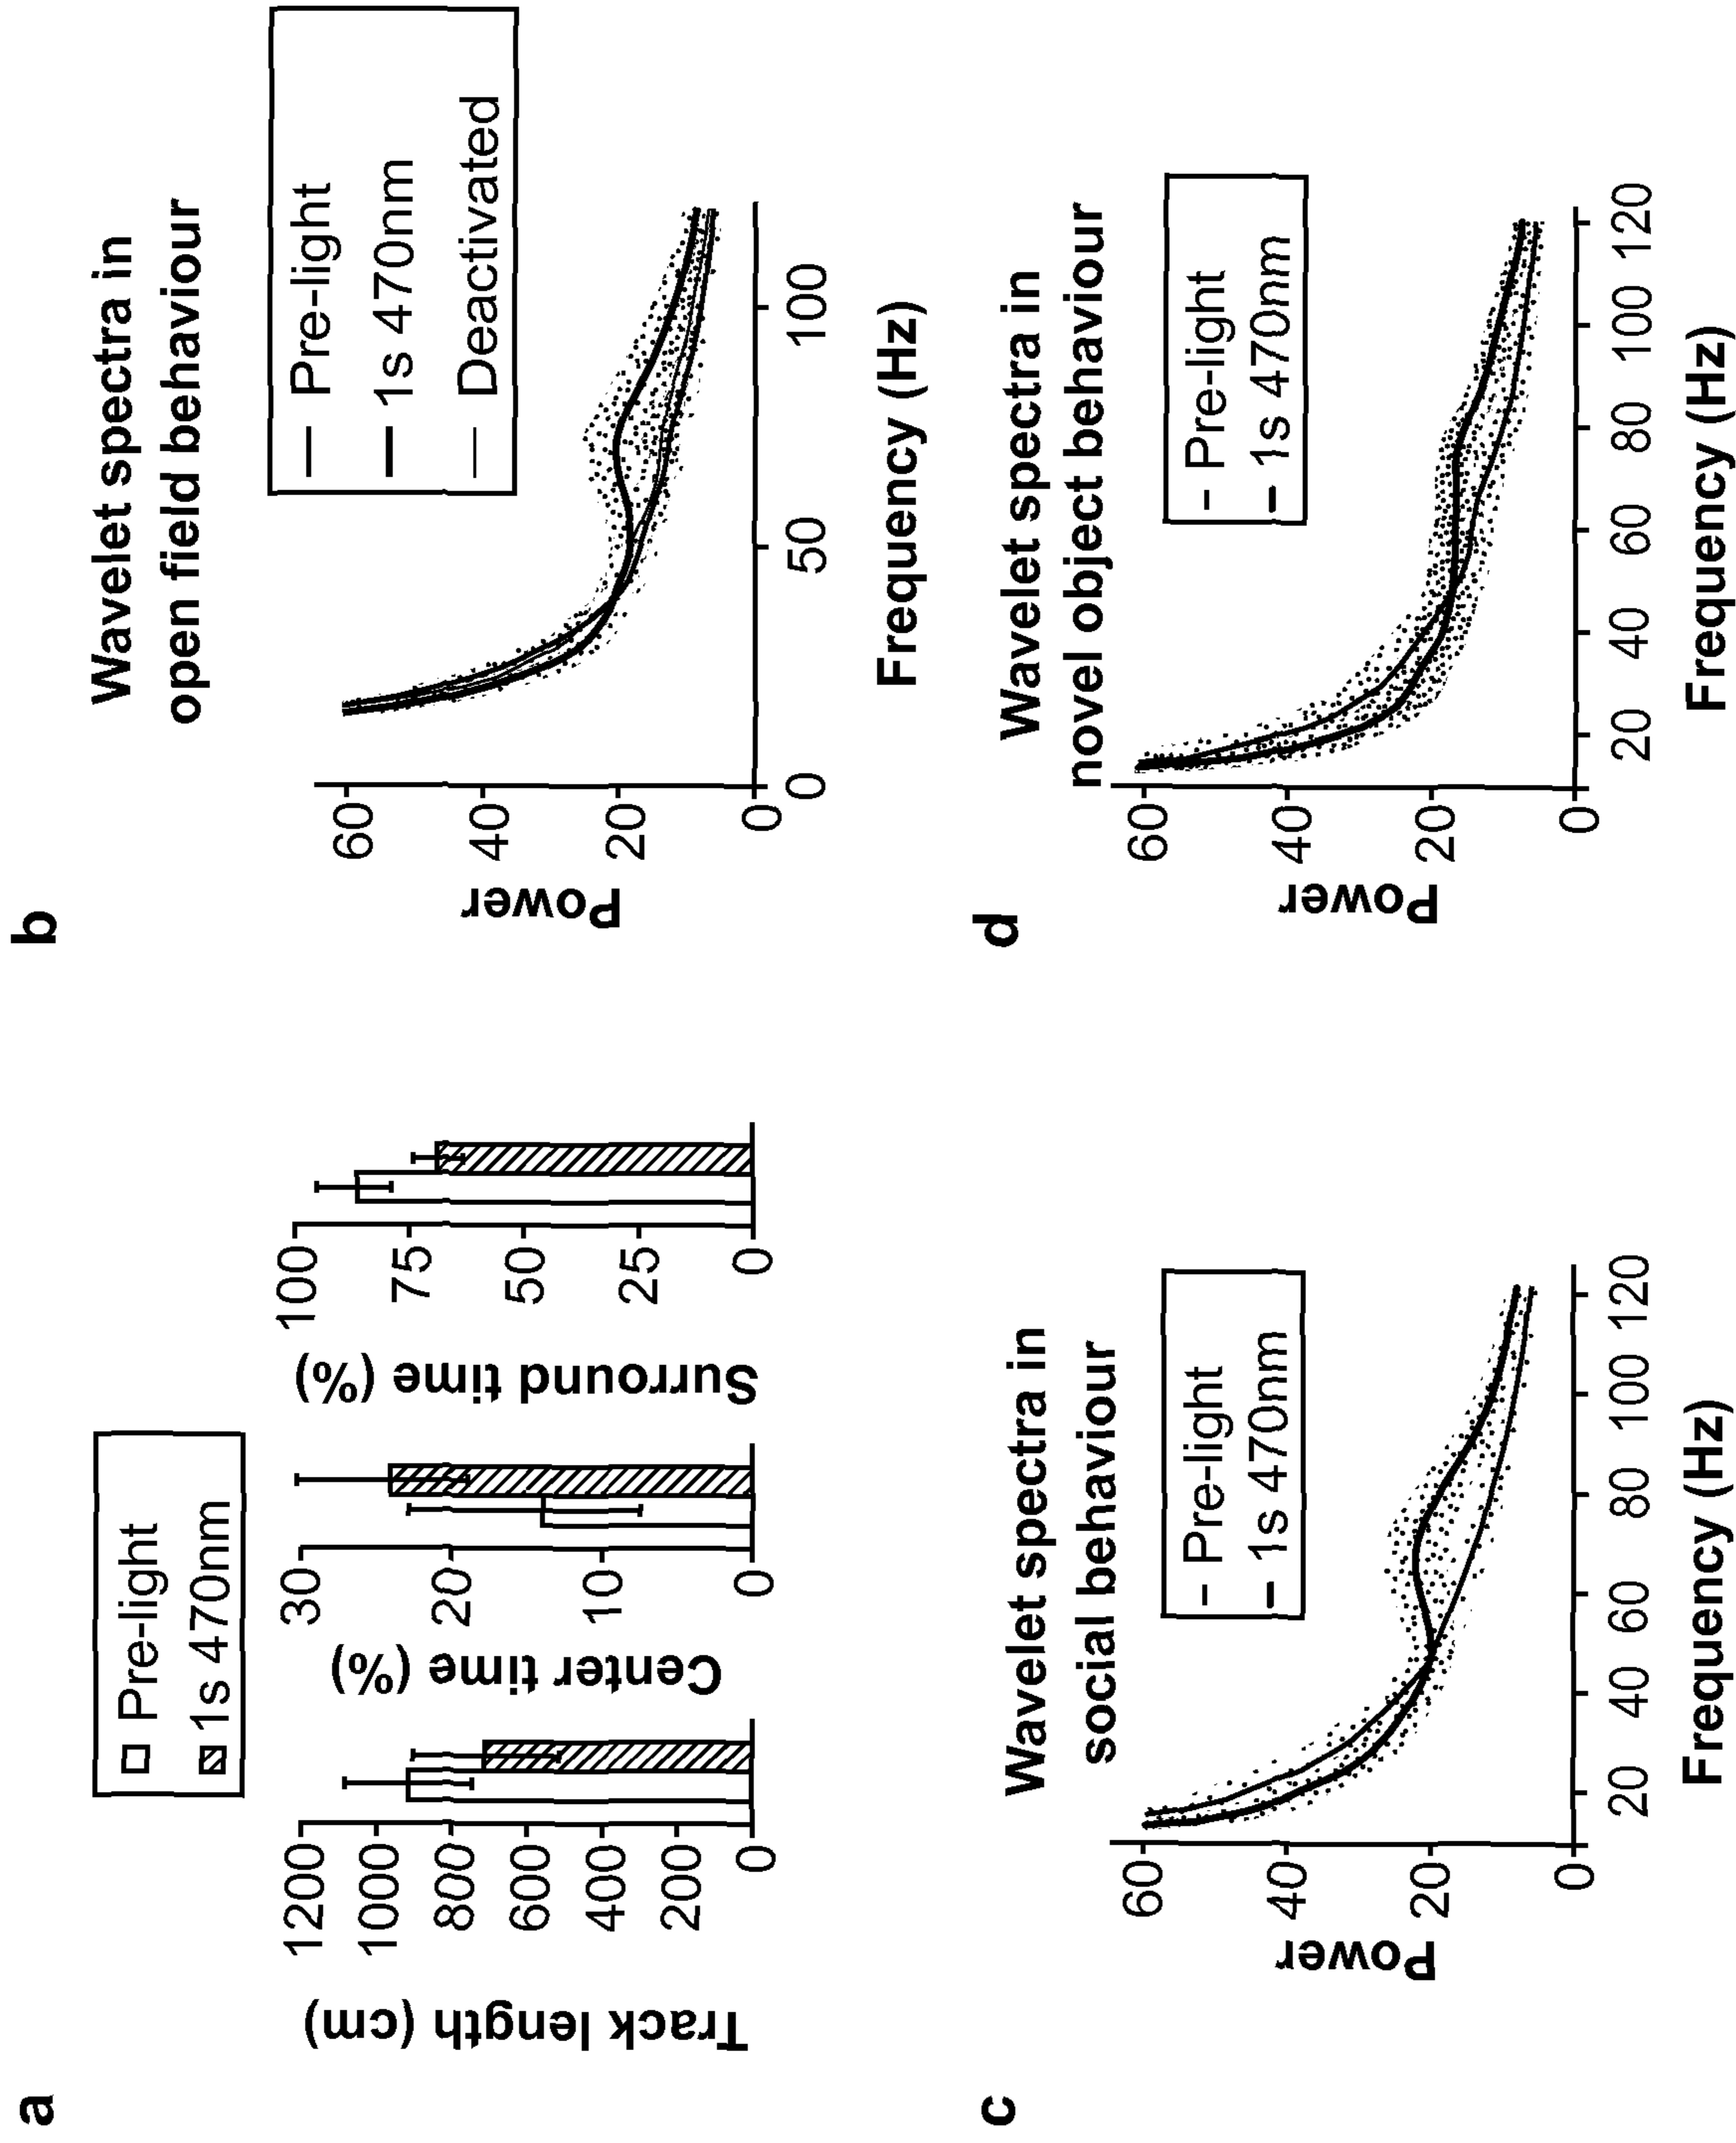 a
Pre-light
1s 470nm
Track length (cm)
1200
1000
800
600
400
200
0
Center time (%)
30
20
10
0
Surround time (%)
100
75
50
25
0
b
Wavelet spectra in
open field behaviour
Pre-light
1s 470nm
Deactivated
Power
60
40
20
0
0 50 100
Frequency (Hz)
c
Wavelet spectra in
social behaviour
Pre-light
1s 470nm
Power
60
40
20
0
20 40 60 80 100 120
Frequency (Hz)
d
Wavelet spectra in
novel object behaviour
Pre-light
1s 470nm
Power
60
40
20
0
20 40 60 80 100 120
Frequency (Hz)